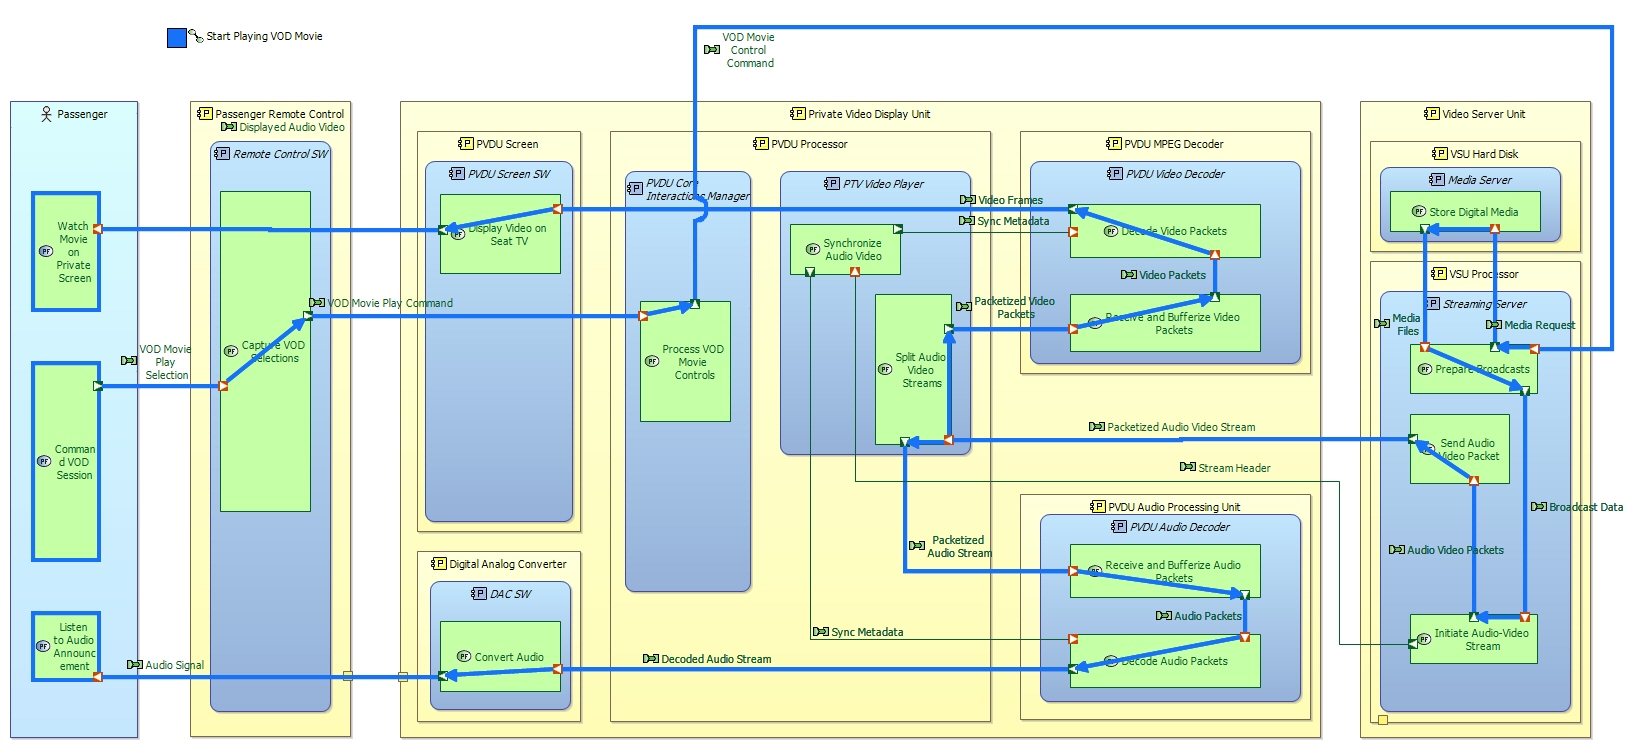 Start Playing VOD Movie
VOD Movie
Control
Command
Passenger
Watch
Movie
on
Private
Screen
Comman
d VOD
Session
Listen
to Audio
Announc
ement
VOD Movie
Play
Selection
Audio Signal
Passenger Remote Control
Displayed Audio Video
Remote Control SW
Capture VOD
Selections
VOD Movie Play Command
Private Video Display Unit
PVDU Screen
PVDU Screen SW
Display Video on
Seat TV
Digital Analog Converter
DAC SW
Convert Audio
PVDU Processor
PVDU Core
Interactions Manager
Process VOD
Movie
Controls
PTV Video Player
Synchronize
Audio Video
Split Audio
Video
Streams
Video Frames
Sync Metadata
Packetized Video
Packets
PVDU MPEG Decoder
PVDU Video Decoder
Decode Video Packets
Video Packets
Receive and Bufferize Video
Packets
Packetized Audio Video Stream
Stream Header
Packetized
Audio Stream
Sync Metadata
Decoded Audio Stream
PVDU Audio Processing Unit
PVDU Audio Decoder
Receive and Bufferize Audio
Packets
Audio Packets
Decode Audio Packets
Video Server Unit
VSU Hard Disk
Media Server
Store Digital Media
VSU Processor
Streaming Server
Media
Files
Media Request
Prepare Broadcasts
Send Audio
Video Packet
Broadcast Data
Audio Video Packets
Initiate Audio-Video
Stream